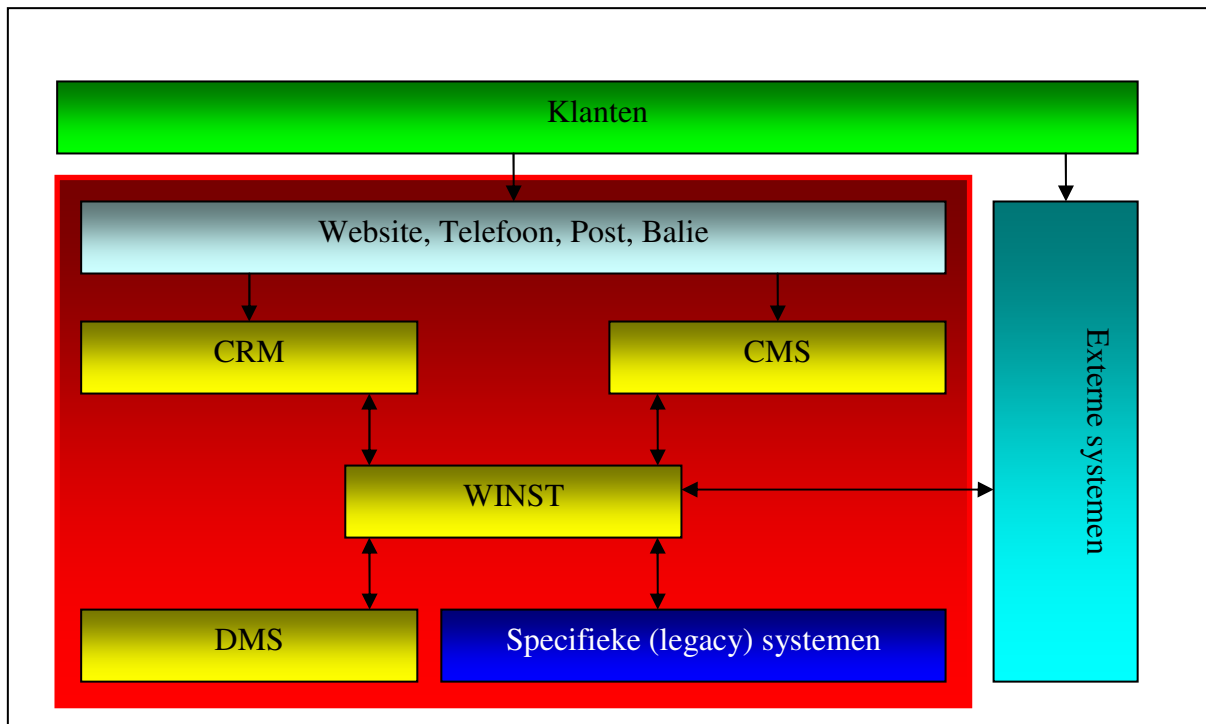 Klanten
Website, Telefoon, Post, Balie
CRM
CMS
Externe systemen
WINST
DMS
Specifieke (legacy) systemen